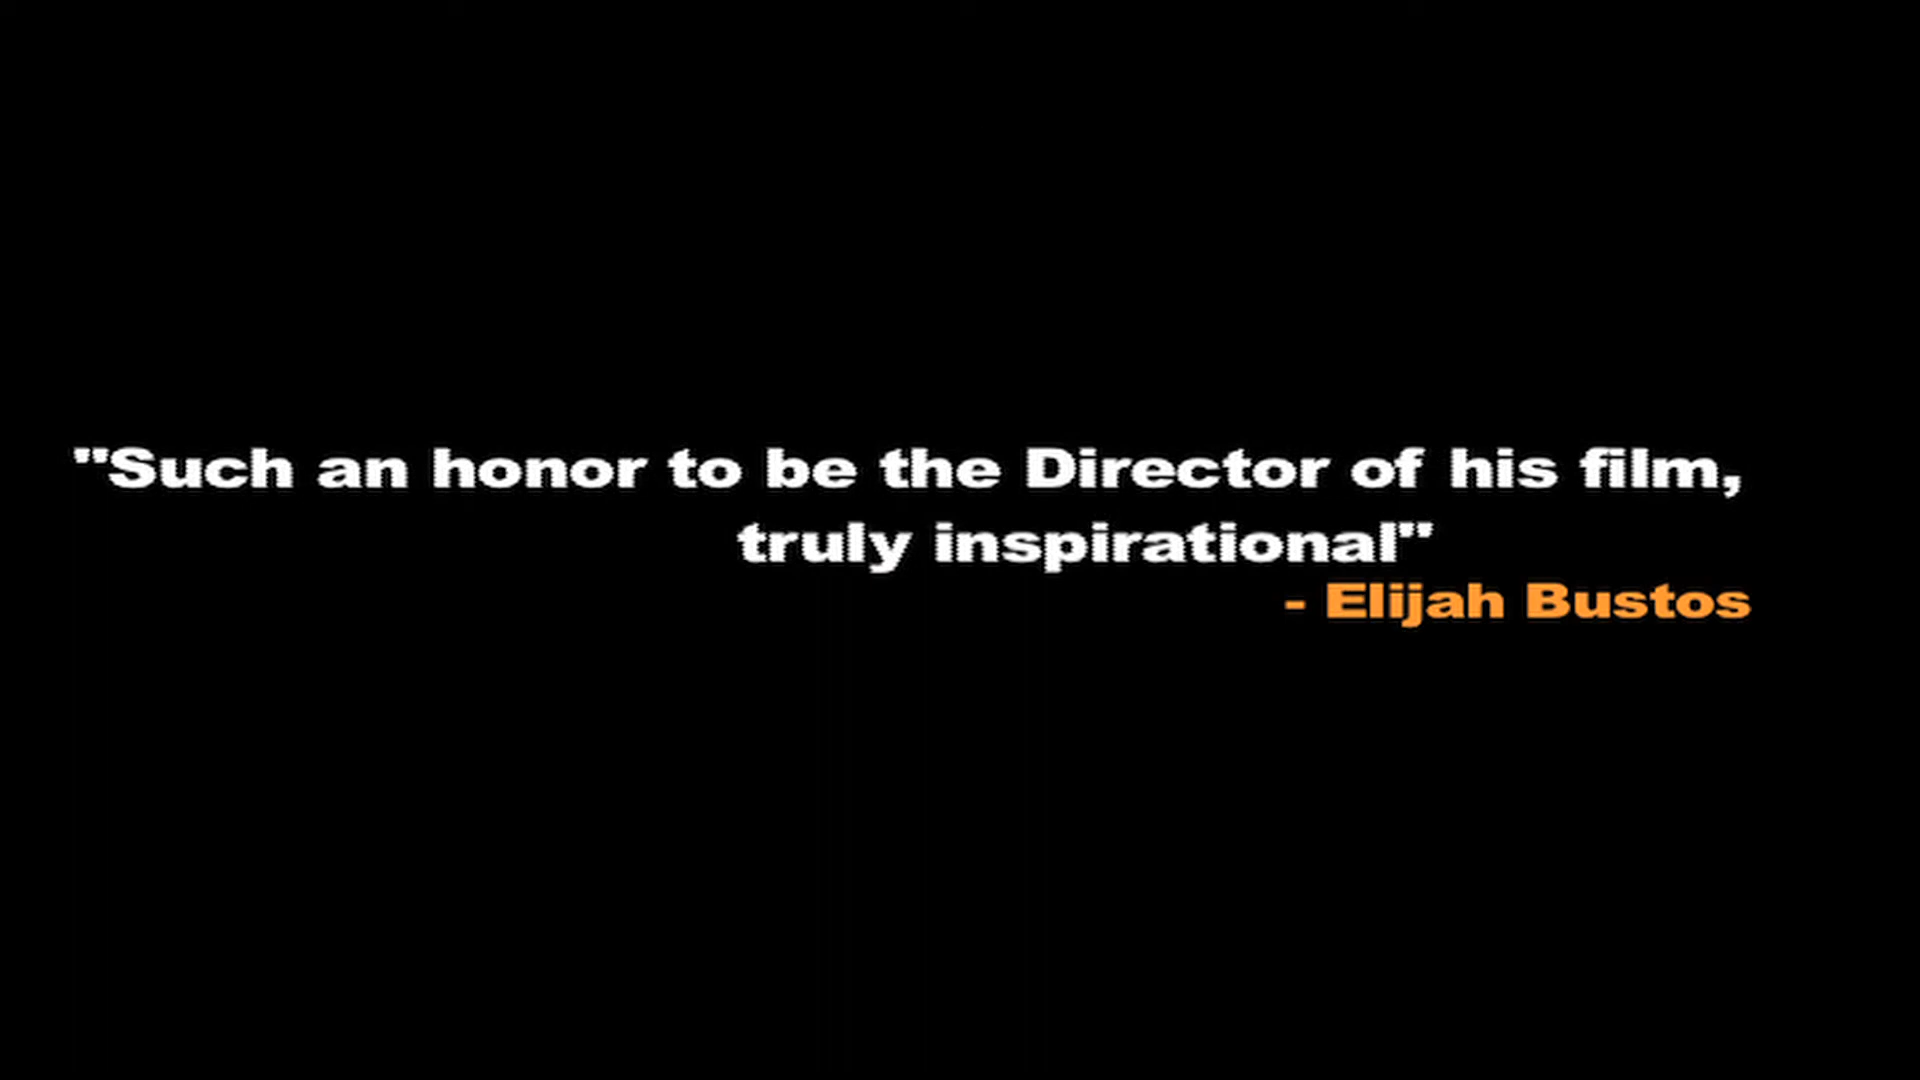 "Such an honor to be the Director of his film,
truly inspirational"
- Elijah Bustos